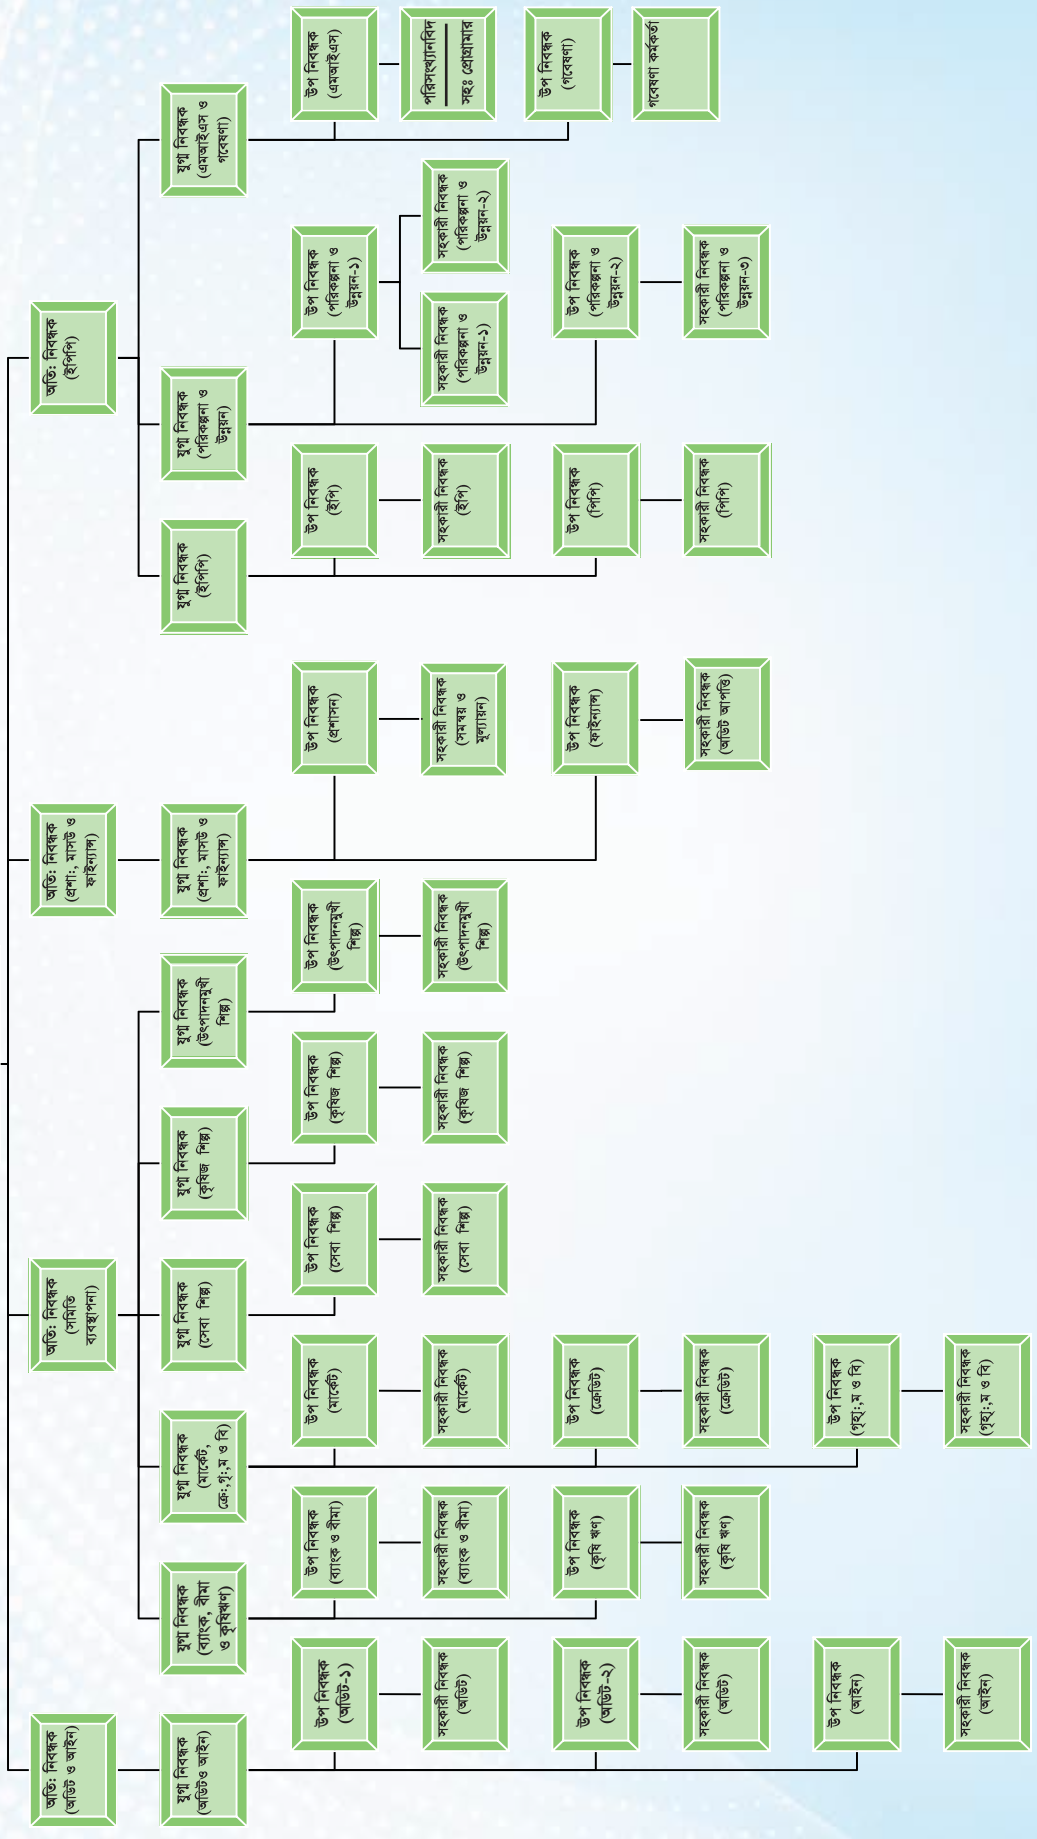 অতি: নিবন্ধক
(অডিট ও আইন)
অতি: নিবন্ধক
(সমিতি
ব্যবস্থাপনা)
অতি: নিবন্ধক
(প্রশা:, মাসউ ও
ফাইন্যান্স)
অতি: নিবন্ধক
(ইপিপি)
যুগ্ম নিবন্ধক
(অডিটও আইন)
যুগ্ম নিবন্ধক
(ব্যাংক, বীমা
ও কৃষিঋণ)
যুগ্ম নিবন্ধক
(মার্কেট,
ক্রে:,গৃ:,ম ও বি)
যুগ্ম নিবন্ধক
(সেবা শিল্প)
যুগ্ম নিবন্ধক
(কৃষিজ শিল্প)
যুগ্ম নিবন্ধক
(উৎপাদনমুখী
শিল্প)
যুগ্ম নিবন্ধক
(প্রশা:, মাসউ ও
ফাইন্যান্স)
যুগ্ম নিবন্ধক
(ইপিপি)
যুগ্ম নিবন্ধক
(পরিকল্পনা ও
উন্নয়ন)
যুগ্ম নিবন্ধক
(এমআইএস ও
গবেষণা)
উপ নিবন্ধক
(অডিট-১)
উপ নিবন্ধক
(ব্যাংক ও বীমা)
উপ নিবন্ধক
(মার্কেট)
উপ নিবন্ধক
(সেবা শিল্প)
উপ নিবন্ধক
(কৃষিজ শিল্প)
উপ নিবন্ধক
(উৎপাদনমুখী
শিল্প)
উপ নিবন্ধক
(প্রশাসন)
উপ নিবন্ধক
(ইপি)
উপ নিবন্ধক
(পরিকল্পনা ও
উন্নয়ন-১)
উপ নিবন্ধক
(এমআইএস)
সহকারী নিবন্ধক
(অডিট)
সহকারী নিবন্ধক
(ব্যাংক ও বীমা)
সহকারী নিবন্ধক
(মার্কেট)
সহকারী নিবন্ধক
(সেবা শিল্প)
সহকারী নিবন্ধক
(কৃষিজ শিল্প)
সহকারী নিবন্ধক
(উৎপাদনমুখী
শিল্প)
সহকারী নিবন্ধক
(সমন্বয় ও
মূল্যায়ন)
সহকারী নিবন্ধক
(ইপি)
সহকারী নিবন্ধক
(পরিকল্পনা ও
উন্নয়ন-১)
সহকারী নিবন্ধক
(পরিকল্পনা ও
উন্নয়ন-২)
পরিসংখ্যানবিদ
সহঃ প্রোগ্রামার
উপ নিবন্ধক
(অডিট-২)
উপ নিবন্ধক
(কৃষি ঋণ)
উপ নিবন্ধক
(ক্রেডিট)
উপ নিবন্ধক
(ফাইন্যান্স)
উপ নিবন্ধক
(পিপি)
উপ নিবন্ধক
(পরিকল্পনা ও
উন্নয়ন-২)
উপ নিবন্ধক
(গবেষণা)
সহকারী নিবন্ধক
(অডিট)
সহকারী নিবন্ধক
(কৃষি ঋণ)
সহকারী নিবন্ধক
(ক্রেডিট)
সহকারী নিবন্ধক
(অডিট আপত্তি)
সহকারী নিবন্ধক
(পিপি)
সহকারী নিবন্ধক
(পরিকল্পনা ও
উন্নয়ন-৩)
গবেষণা কর্মকর্তা
উপ নিবন্ধক
(আইন)
উপ নিবন্ধক
(গৃহা:,ম ও বি)
সহকারী নিবন্ধক
(আইন)
সহকারী নিবন্ধক
(গৃহা:,ম ও বি)